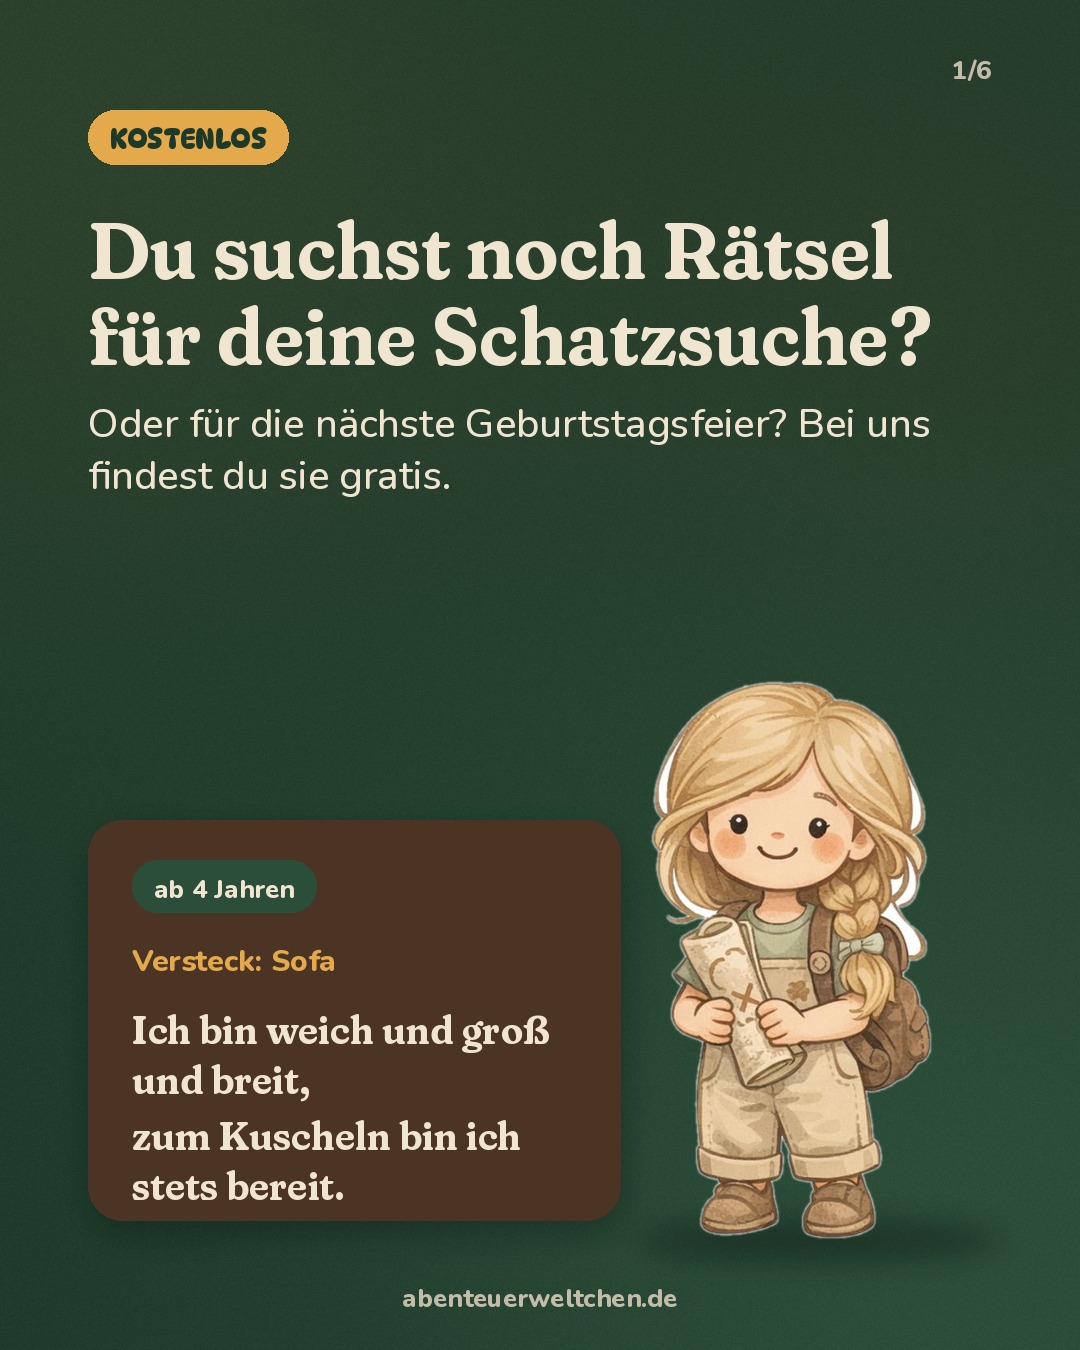 1/6
KOSTENLOS
Du suchst noch Rätsel
für deine Schatzsuche?
Oder für die nächste Geburtstagsfeier? Bei uns
findest du sie gratis.
ab 4 Jahren
Versteck: Sofa
Ich bin weich und groß
und breit,
zum Kuscheln bin ich
stets bereit.
abenteuerweltchen.de